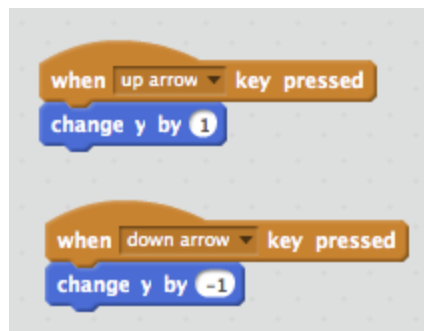 when up arrow key pressed
change y by 1
when down arrow key pressed
change y by -1